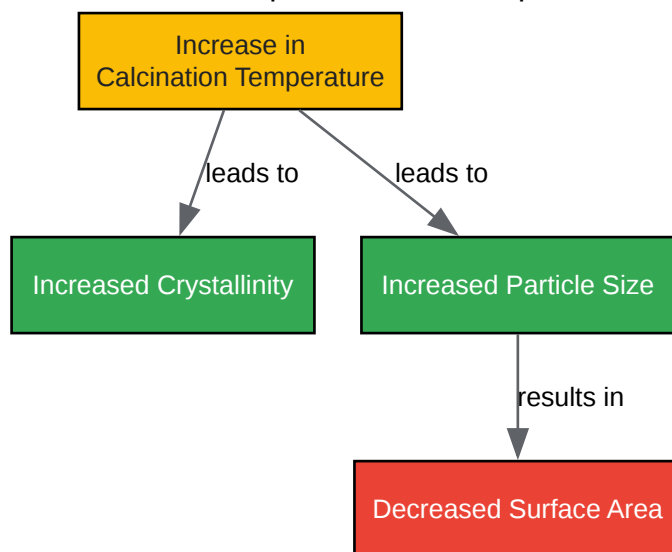 Increase in
Calcination Temperature
leads to
leads to
Increased Crystallinity
Increased Particle Size
results in
Decreased Surface Area